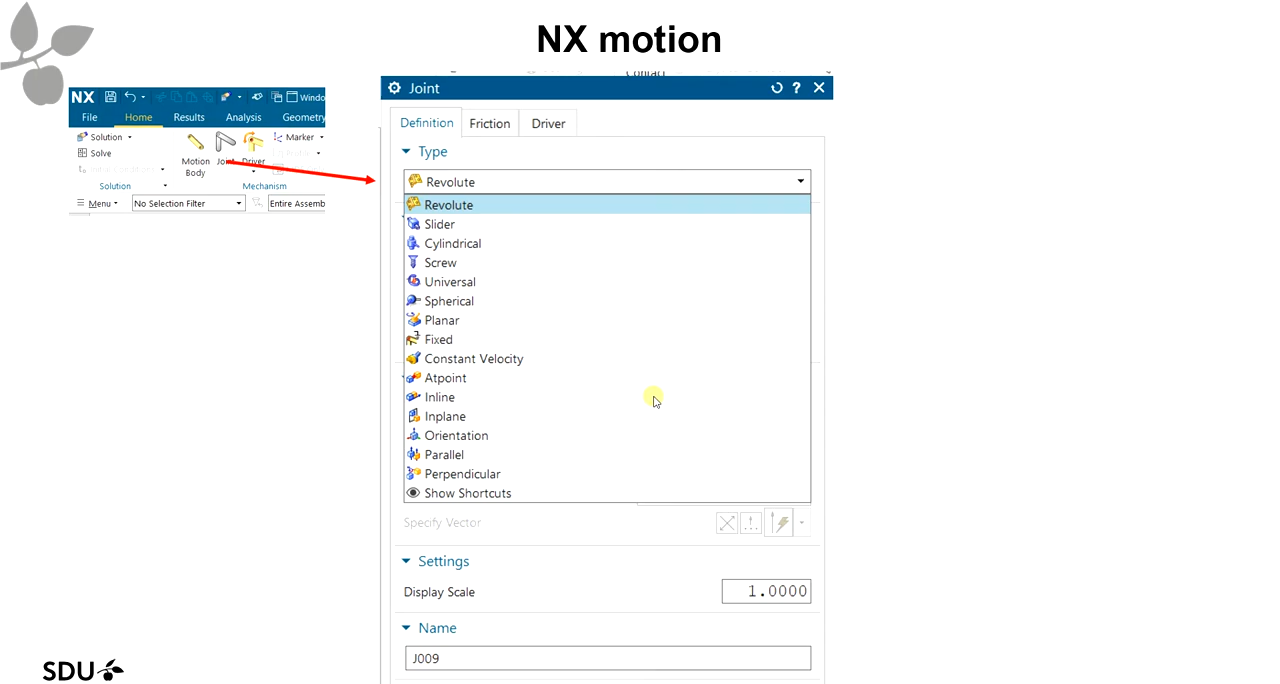 NX motion
NX
Windo
File Home Results Analysis Geometry
Solution
Solve
Motion Body
Joint
Driver
Marker
Solution
Mechanism
Menu
No Selection Filter
Entire Assemb
Contact
Joint
Definition Friction Driver
Type
Revolute
Revolute
Slider
Cylindrical
Screw
Universal
Spherical
Planar
Fixed
Constant Velocity
Atpoint
Inline
Inplane
Orientation
Parallel
Perpendicular
Show Shortcuts
Specify Vector
Settings
Display Scale 1.0000
Name
J009
SDU